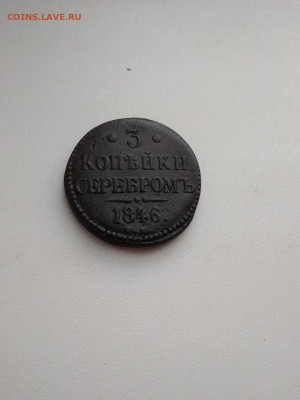 COINS.LAVE.RU
3
КОПѢЙКИ
СЕРЕБРОМЪ
1846.